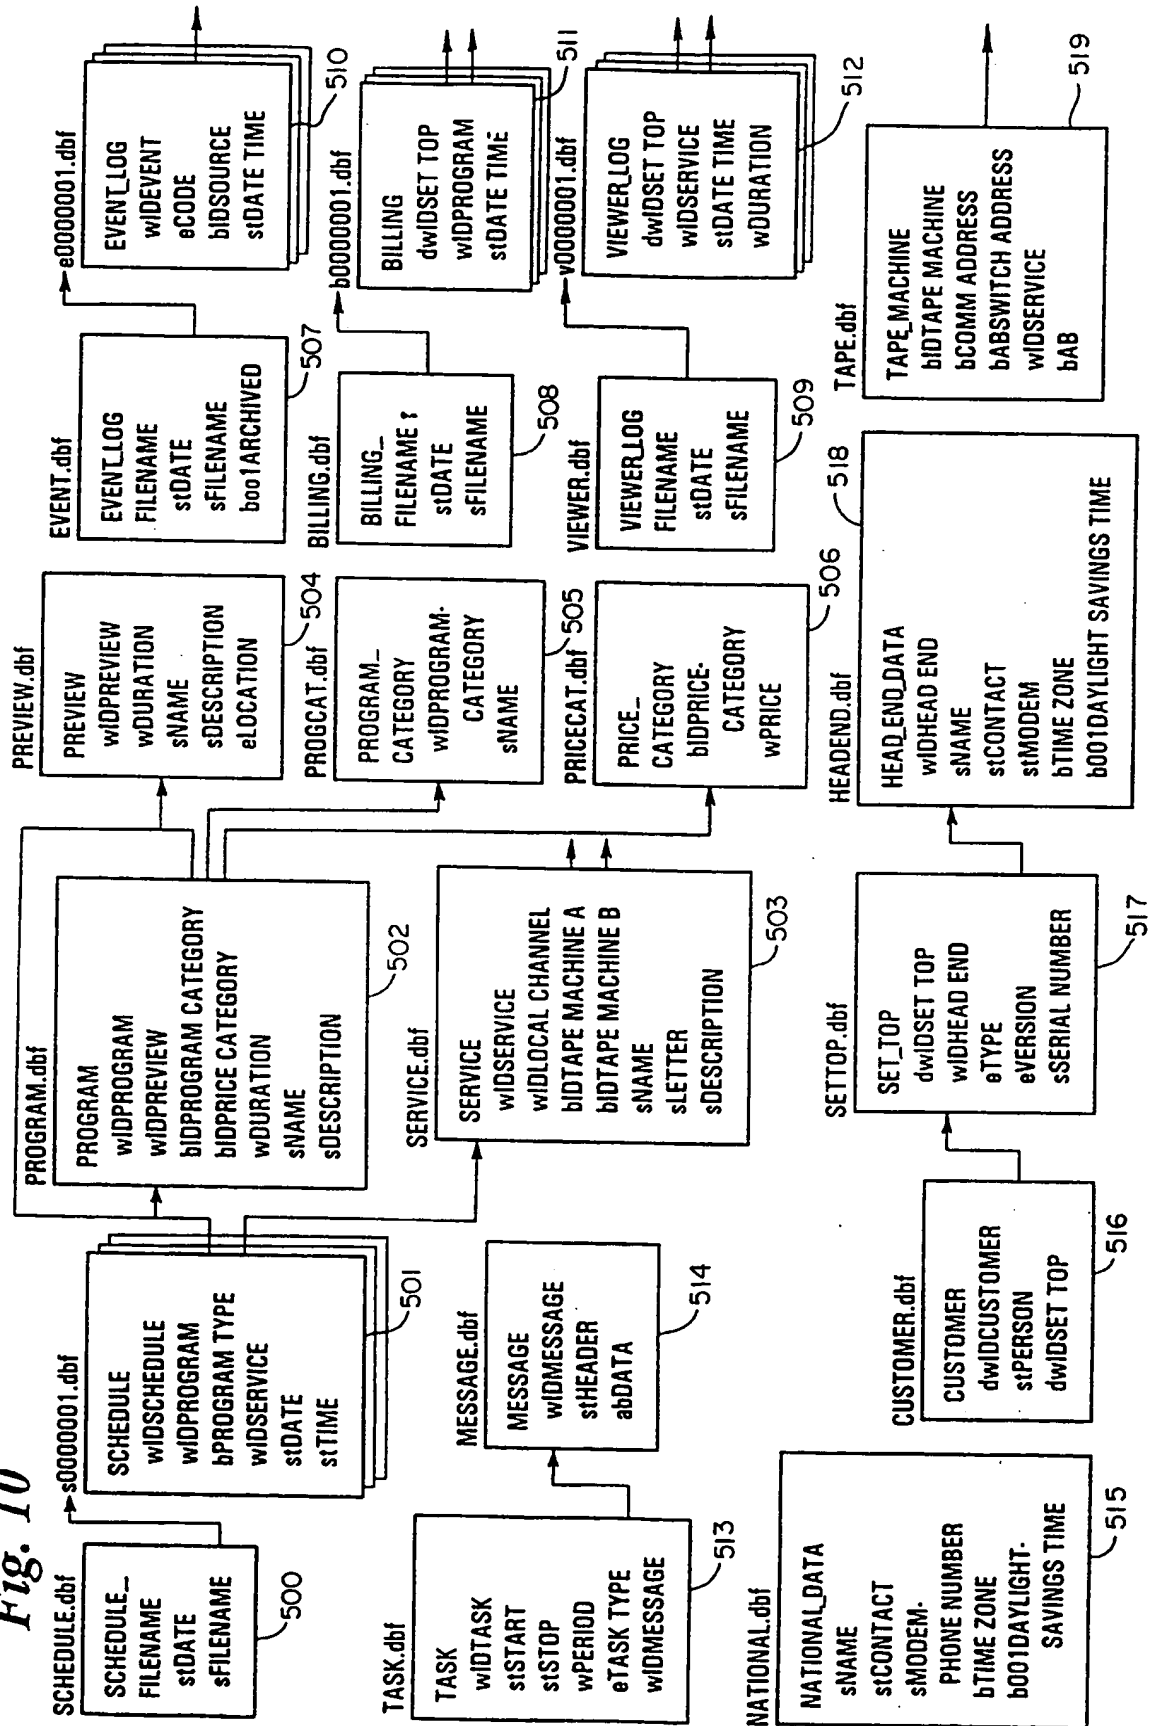 Fig. 10
SCHEDULE.dbf
SCHEDULE_
FILENAME
stDATE
sFILENAME
500
s000001.dbf
SCHEDULE
wIDSCHEDULE
wIDPROGRAM
bPROGRAM TYPE
wIDSERVICE
stDATE
stTIME
501
PROGRAM.dbf
PROGRAM
wIDPROGRAM
wIDPREVIEW
bIDPROGRAM CATEGORY
bIDPRICE CATEGORY
wDURATION
sNAME
sDESCRIPTION
502
PREVIEW.dbf
PREVIEW
wIDPREVIEW
wDURATION
sNAME
sDESCRIPTION
eLOCATION
504
EVENT.dbf
EVENT_LOG
FILENAME
stDATE
sFILENAME
boo1ARCHIVED
507
e000001.dbf
EVENT_LOG
wIDEVENT
eCODE
bIDSOURCE
stDATE TIME
510
PROGCAT.dbf
PROGRAM_
CATEGORY
wIDPROGRAM-
CATEGORY
sNAME
505
BILLING.dbf
BILLING_
FILENAME
stDATE
sFILENAME
508
b000001.dbf
BILLING
dwIDSET TOP
wIDPROGRAM
stDATE TIME
511
TASK.dbf
TASK
wIDTASK
stSTART
stSTOP
wPERIOD
eTASK TYPE
wIDMESSAGE
513
MESSAGE.dbf
MESSAGE
wIDMESSAGE
stHEADER
abDATA
514
SERVICE.dbf
SERVICE
wIDSERVICE
wIDLOCAL CHANNEL
bIDTAPE MACHINE A
bIDTAPE MACHINE B
sNAME
sLETTER
sDESCRIPTION
503
PRICECAT.dbf
PRICE_
CATEGORY
bIDPRICE-
CATEGORY
wPRICE
506
VIEWER.dbf
VIEWER_LOG
FILENAME
stDATE
sFILENAME
509
v000001.dbf
VIEWER_LOG
dwIDSET TOP
wIDSERVICE
stDATE TIME
wDURATION
512
NATIONAL.dbf
NATIONAL_DATA
sNAME
stCONTACT
sMODEM-
PHONE NUMBER
bTIME ZONE
b001DAYLIGHT-
SAVINGS TIME
515
CUSTOMER.dbf
CUSTOMER
dwIDCUSTOMER
stPERSON
dwIDSET TOP
516
SETTOP.dbf
SET_TOP
dwIDSET TOP
wIDHEAD END
eTYPE
eVERSION
sSERIAL NUMBER
517
HEADEND.dbf
HEAD_END_DATA
wIDHEAD END
sNAME
stCONTACT
stMODEM
bTIME ZONE
b001DAYLIGHT SAVINGS TIME
518
TAPE.dbf
TAPE_MACHINE
bIDTAPE MACHINE
bCOMM ADDRESS
bABSWITCH ADDRESS
wIDSERVICE
bAB
519